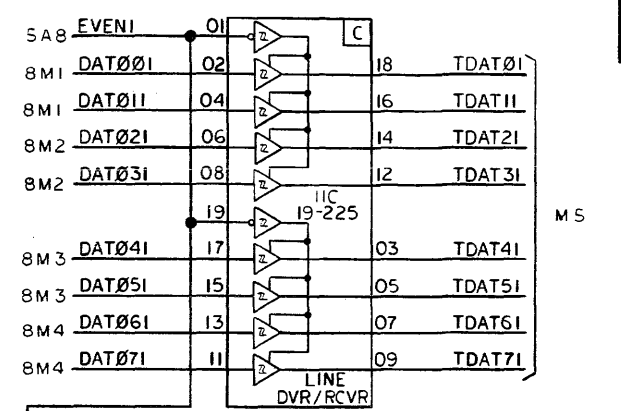 5A8 EVEN1 01 C
8M1 DATØØ1 02 18 TDATØ1
8M1 DATØ11 04 16 TDAT11
8M2 DATØ21 06 14 TDAT21
8M2 DATØ31 08 12 TDAT31
11C
19 19-225 M5
8M3 DATØ41 17 03 TDAT41
8M3 DATØ51 15 05 TDAT51
8M4 DATØ61 13 07 TDAT61
8M4 DATØ71 11 09 TDAT71
LINE
DVR/RCVR